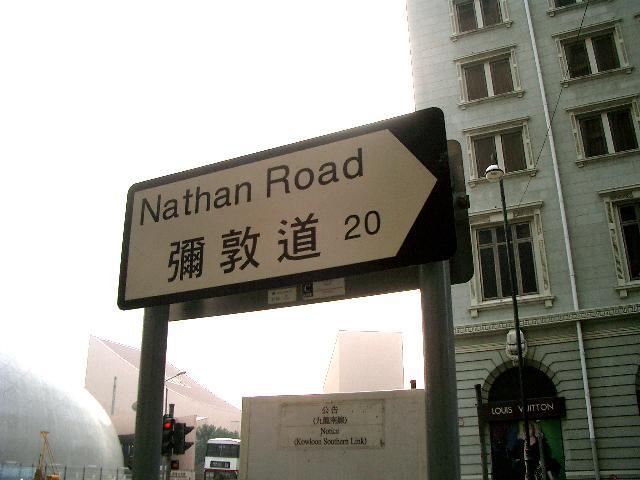 Nathan Road
彌敦道 20
LOUIS VUITTON
公告
(九龍南線)
Notice
(Kowloon Southern Link)